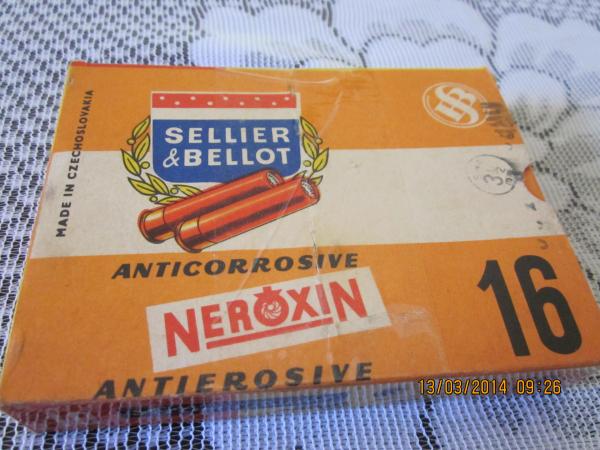 MADE IN CZECHOSLOVAKIA
SELLIER
& BELLOT
ANTICORROSIVE
NEROXIN
ANTIEROSIVE
16
13/03/2014 09:26